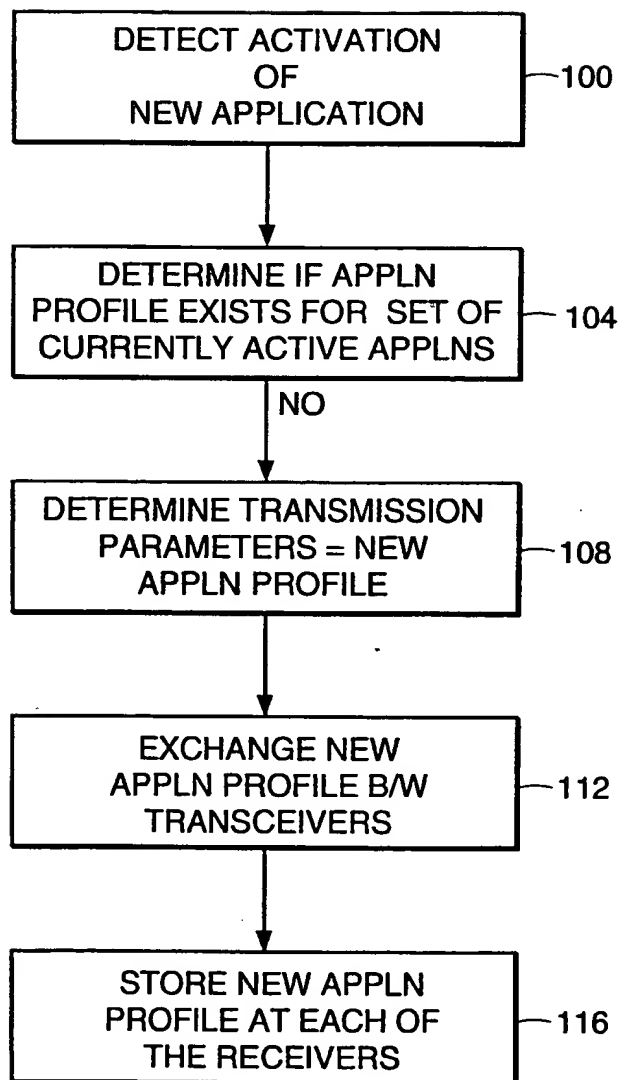 DETECT ACTIVATION
OF
NEW APPLICATION
100
DETERMINE IF APPLN
PROFILE EXISTS FOR SET OF
CURRENTLY ACTIVE APPLNS
104
NO
DETERMINE TRANSMISSION
PARAMETERS = NEW
APPLN PROFILE
108
EXCHANGE NEW
APPLN PROFILE B/W
TRANSCEIVERS
112
STORE NEW APPLN
PROFILE AT EACH OF
THE RECEIVERS
116